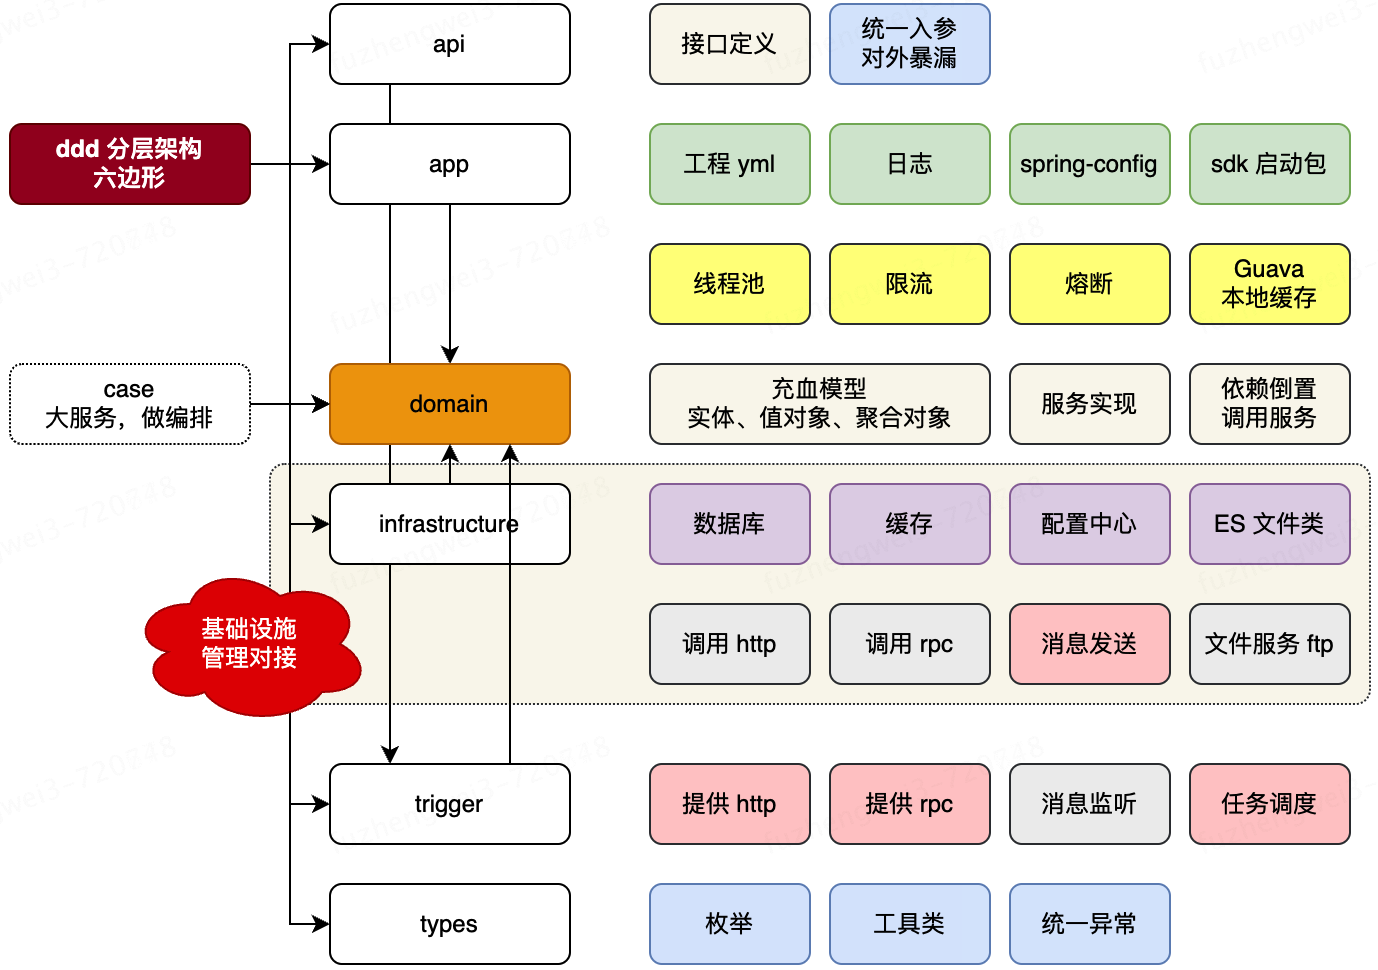 api
接口定义
统一入参
对外暴漏
ddd 分层架构
六边形
app
工程 yml
日志
spring-config
sdk 启动包
线程池
限流
熔断
Guava
本地缓存
case
大服务，做编排
domain
充血模型
实体、值对象、聚合对象
服务实现
依赖倒置
调用服务
infrastructure
数据库
缓存
配置中心
ES 文件类
基础设施
管理对接
调用 http
调用 rpc
消息发送
文件服务 ftp
trigger
提供 http
提供 rpc
消息监听
任务调度
types
枚举
工具类
统一异常